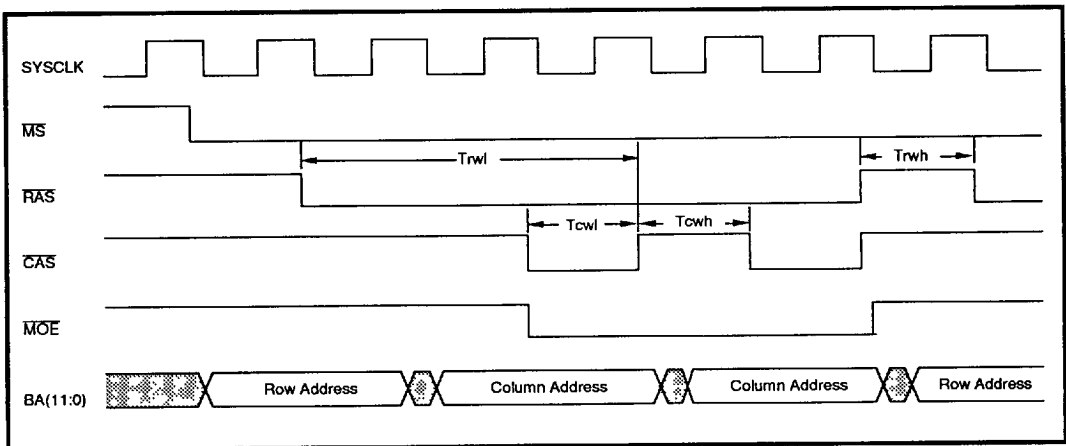 SYSCLK
MS
Trwl
Trwh
RAS
Tcwl
Tcwh
CAS
MOE
BA(11:0)
Row Address
Column Address
Column Address
Row Address